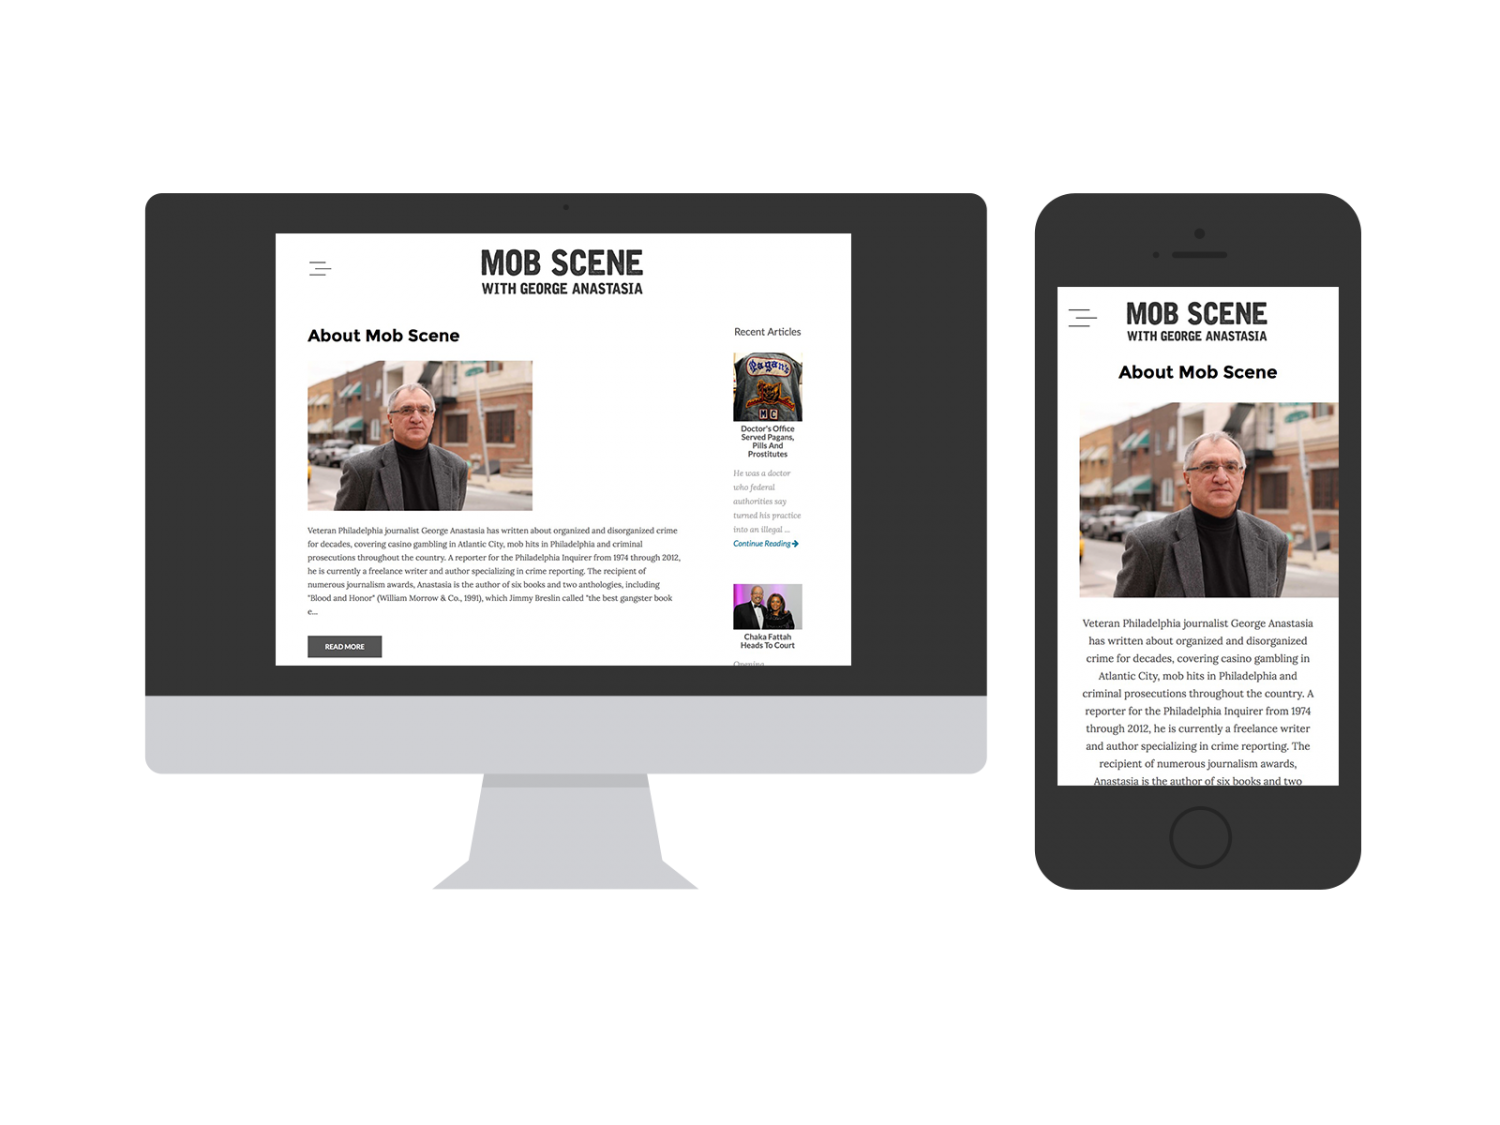 MOB SCENE
WITH GEORGE ANASTASIA
About Mob Scene
Veteran Philadelphia journalist George Anastasia has written about organized and disorganized crime
for decades, covering casino gambling in Atlantic City, mob hits in Philadelphia and criminal
prosecutions throughout the country. A reporter for the Philadelphia Inquirer from 1974 through 2012,
he is currently a freelance writer and author specializing in crime reporting. The recipient of
numerous journalism awards, Anastasia is the author of six books and two anthologies, including
"Blood and Honor" (William Morrow & Co., 1991), which Jimmy Breslin called "the best gangster book
e...
READ MORE
Recent Articles
Pagan's
MC
Doctor's Office
Served Pagans,
Pills And
Prostitutes
He was a doctor
who federal
authorities say
turned his practice
into an illegal ...
Continue Reading
Chaka Fattah
Heads To Court
Opening
MOB SCENE
WITH GEORGE ANASTASIA
About Mob Scene
Veteran Philadelphia journalist George Anastasia
has written about organized and disorganized
crime for decades, covering casino gambling in
Atlantic City, mob hits in Philadelphia and
criminal prosecutions throughout the country. A
reporter for the Philadelphia Inquirer from 1974
through 2012, he is currently a freelance writer
and author specializing in crime reporting. The
recipient of numerous journalism awards,
Anastasia is the author of six books and two